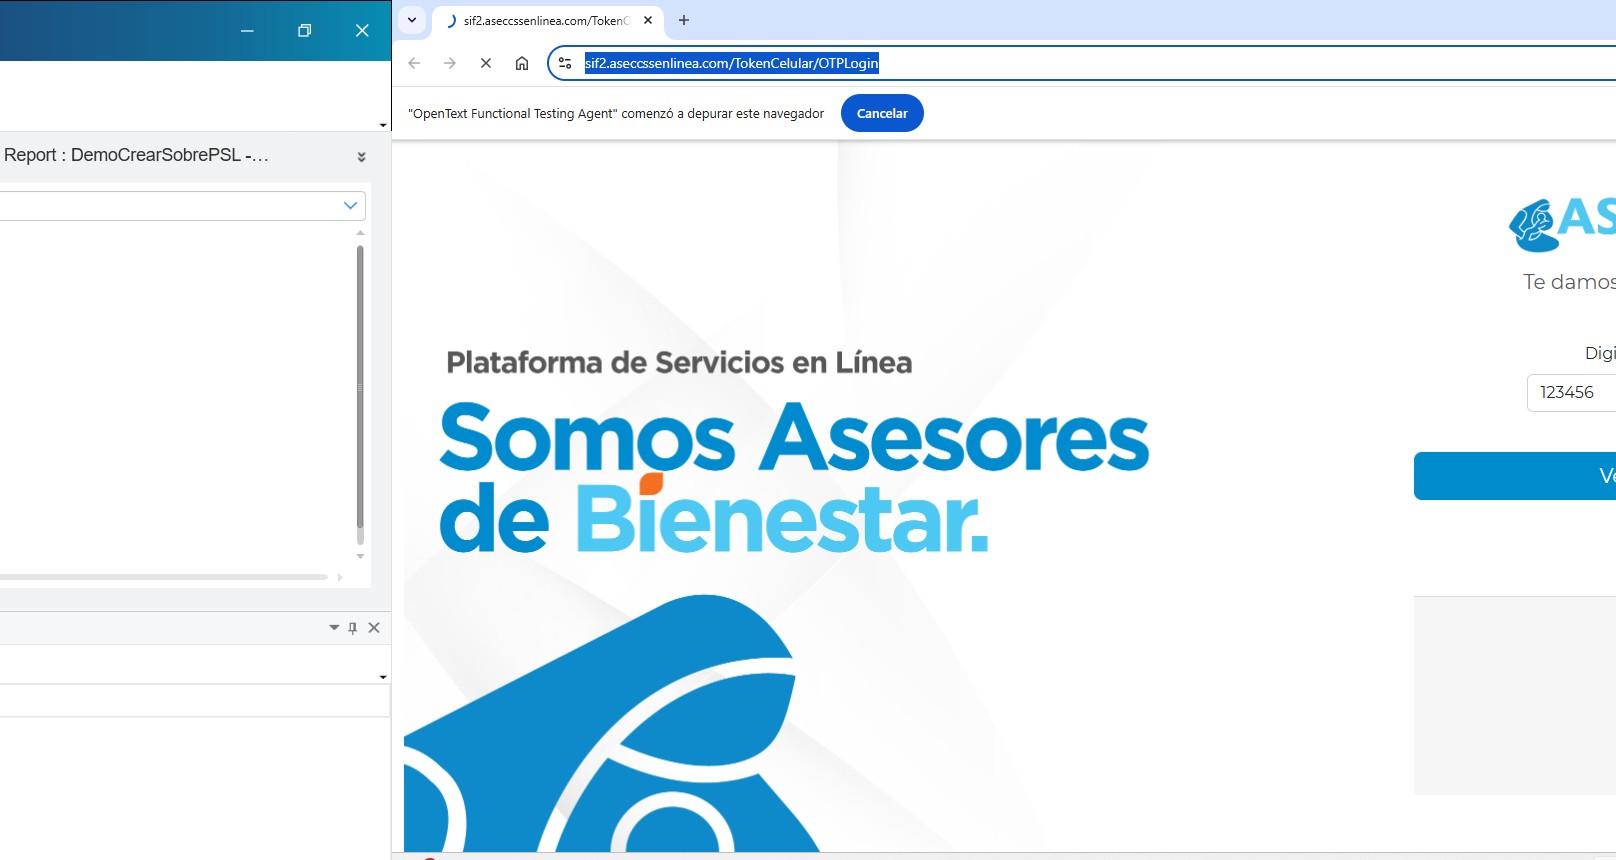 Report : DemoCrearSobrePSL -...
sif2.aseccssenlinea.com/TokenC
sif2.aseccssenlinea.com/TokenCelular/OTPLogin
"OpenText Functional Testing Agent" comenzó a depurar este navegador
Cancelar
Plataforma de Servicios en Línea
Somos Asesores
de Bienestar.
AS
Te damos
Digi
123456
Ve